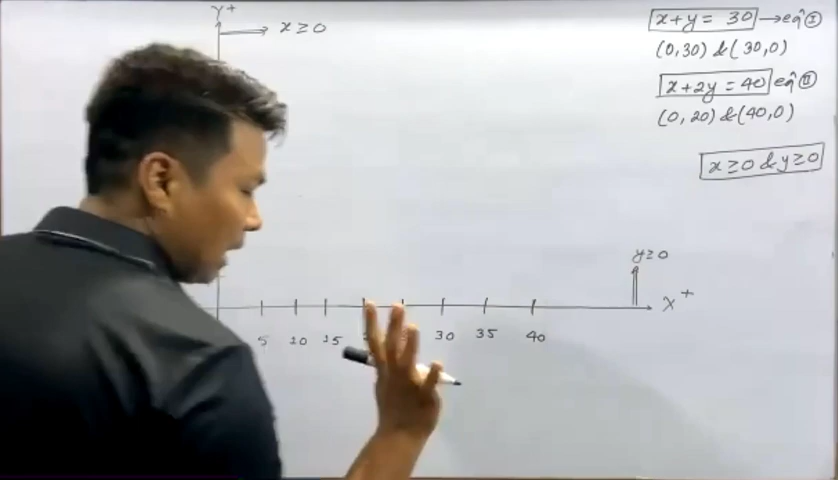 Y+
x ≥ 0
x + y = 30 → eqⁿ Ⓘ
(0,30) & (30,0)
x + 2y = 40 eqⁿ Ⓘ︎Ⓘ
(0, 20) & (40,0)
x ≥ 0 & y ≥ 0
y ≥ 0
X+
5 10 15 30 35 40